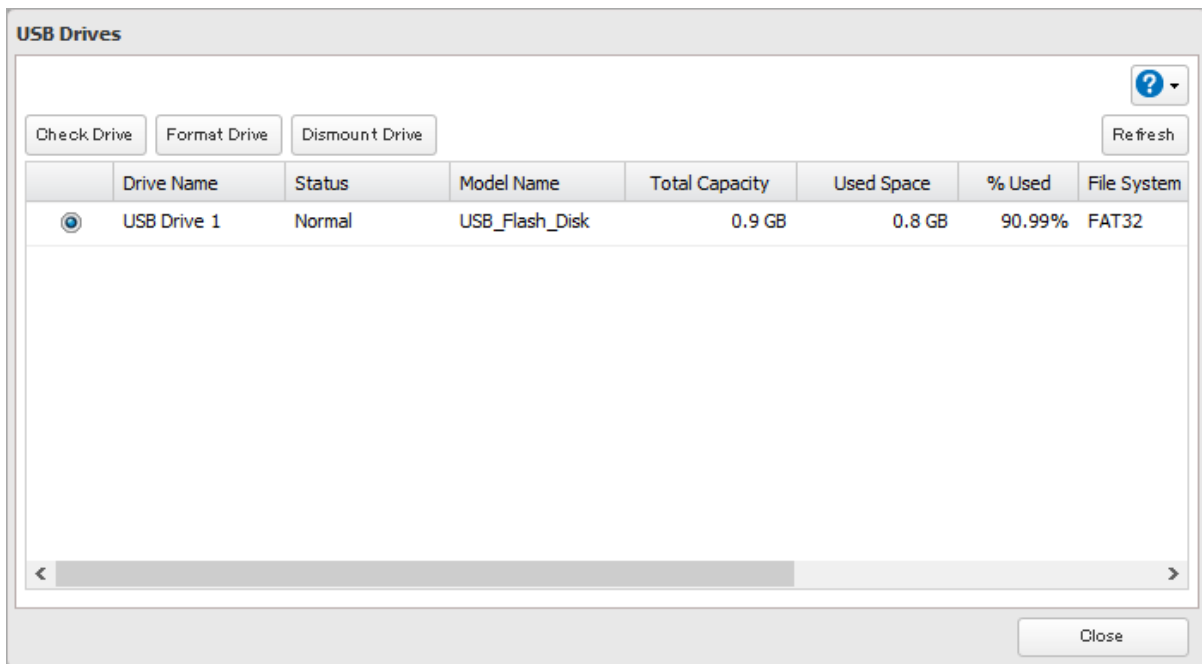 USB Drives
?
Check Drive Format Drive Dismount Drive Refresh
Drive Name Status Model Name Total Capacity Used Space % Used File System
USB Drive 1 Normal USB_Flash_Disk 0.9 GB 0.8 GB 90.99% FAT32
Close